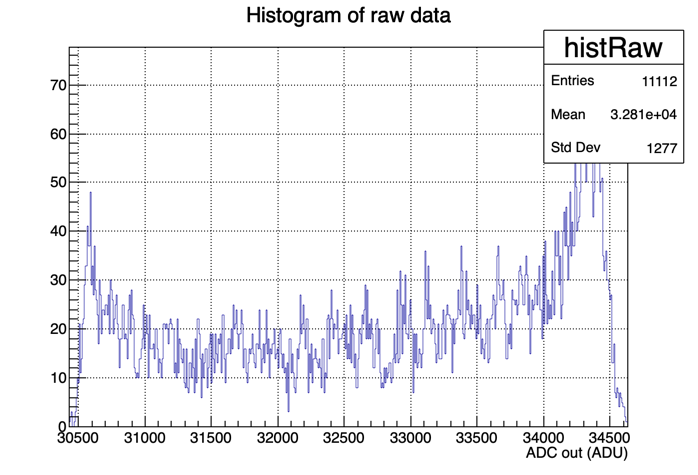 Histogram of raw data
histRaw
Entries 11112
Mean 3.281e+04
Std Dev 1277
70
60
50
40
30
20
10
0
30500 31000 31500 32000 32500 33000 33500 34000 34500
ADC out (ADU)